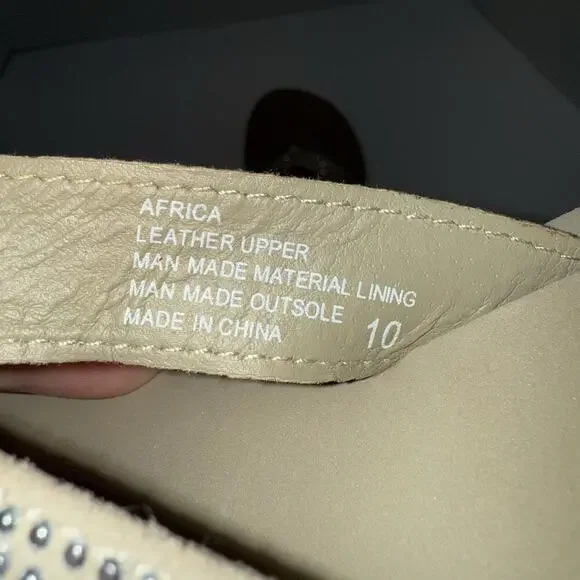 AFRICA
LEATHER UPPER
MAN MADE MATERIAL LINING
MAN MADE OUTSOLE
MADE IN CHINA 10